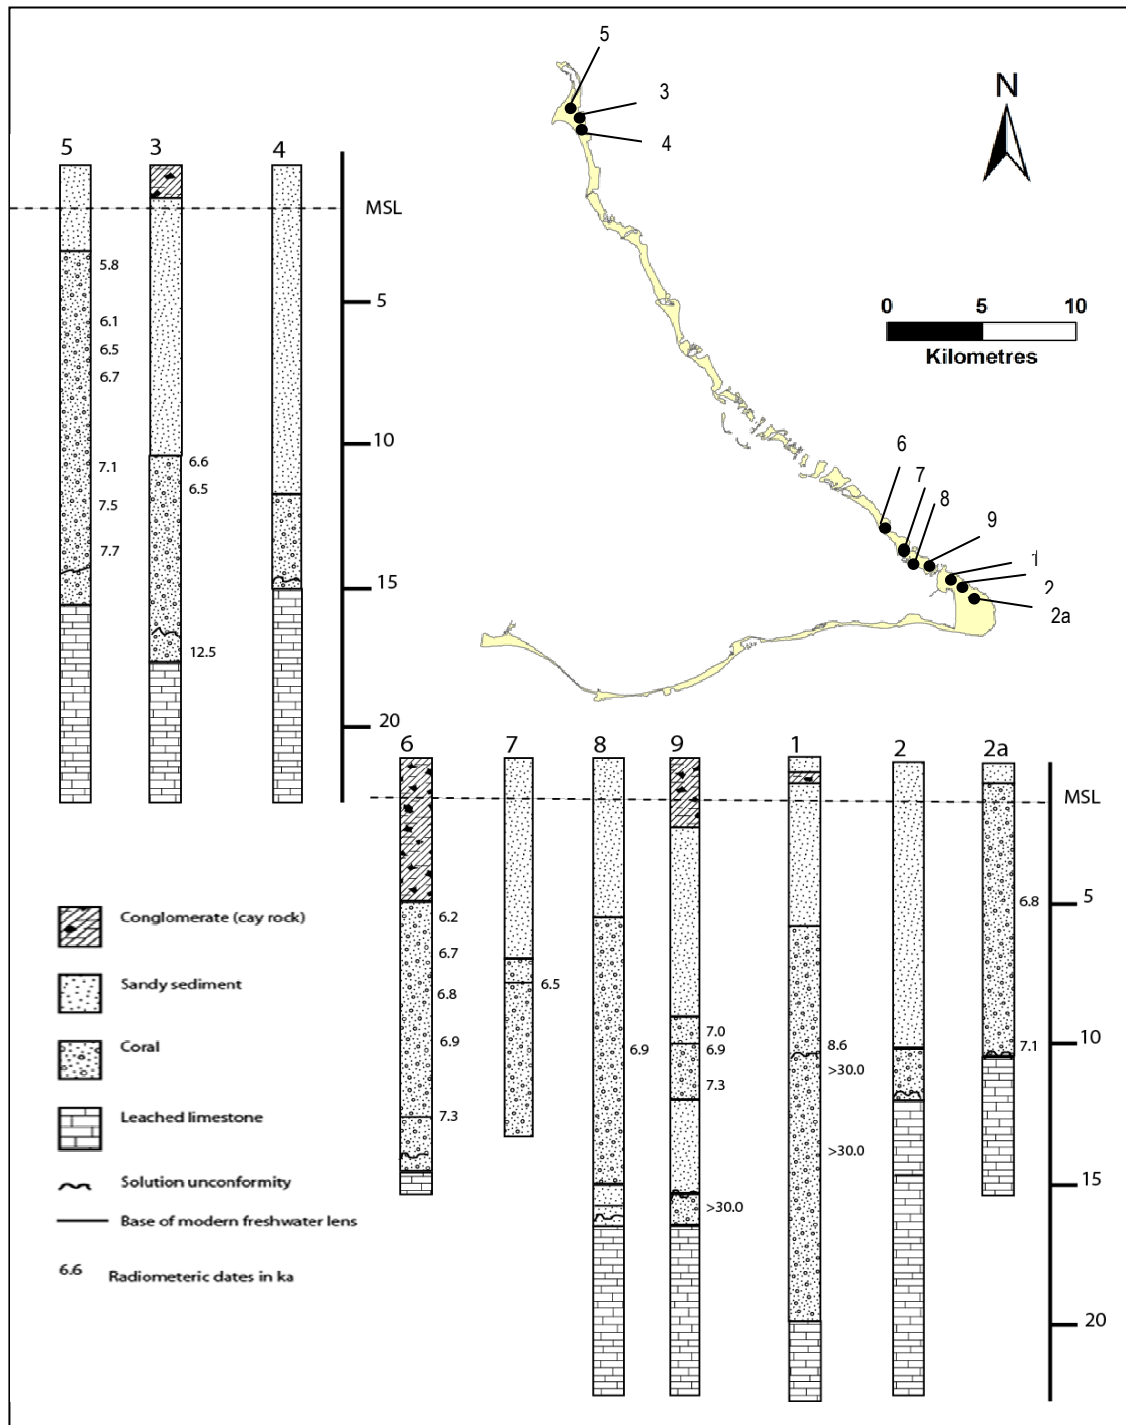 5
3
4
N
5 3 4
MSL
0 5 10
Kilometres
5
5.8
6.1
6.5
6.7
10
7.1
6.6
6.5
7.5
7.7
15
12.5
20
6
7
8
9
1
2
2a
6 7 8 9 1 2 2a
MSL
Conglomerate (cay rock)
Sandy sediment
Coral
Leached limestone
Solution unconformity
Base of modern freshwater lens
6.6 Radiometeric dates in ka
6.2
6.7
6.8
6.9
7.3
6.5
6.9
7.0
6.9
7.3
>30.0
8.6
>30.0
>30.0
6.8
7.1
5
10
15
20